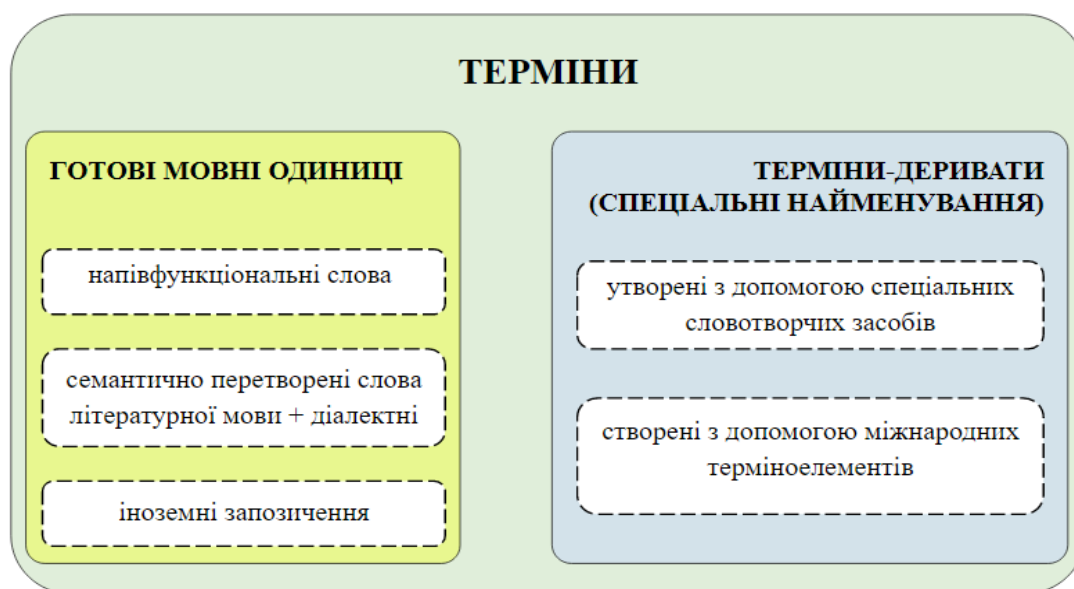 ТЕРМІНИ
ГОТОВІ МОВНІ ОДИНИЦІ
напівфункціональні слова
семантично перетворені слова
літературної мови + діалектні
іноземні запозичення
ТЕРМІНИ-ДЕРИВАТИ
(СПЕЦІАЛЬНІ НАЙМЕНУВАННЯ)
утворені з допомогою спеціальних
словотворчих засобів
створені з допомогою міжнародних
терміноелементів